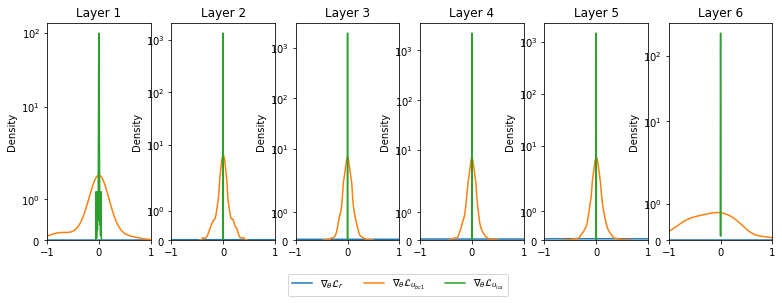 Layer 1 Layer 2 Layer 3 Layer 4 Layer 5 Layer 6
Density Density Density Density Density Density
10² 10³ 10³ 10³ 10³ 10²
10¹ 10² 10² 10² 10² 10¹
10⁰ 10¹ 10¹ 10¹ 10¹ 10⁰
10⁰ 10⁰ 10⁰ 10⁰
0 0 0 0 0 0
−1 0 1 −1 0 1 −1 0 1 −1 0 1 −1 0 1 −1 0 1
∇θℒr ∇θℒu_bc1 ∇θℒu_ics